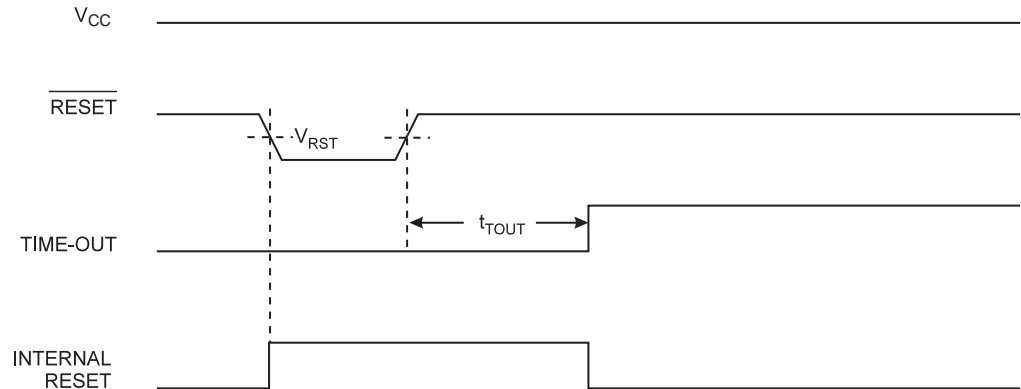 VCC
RESET
VRST
tTOUT
TIME-OUT
INTERNAL
RESET